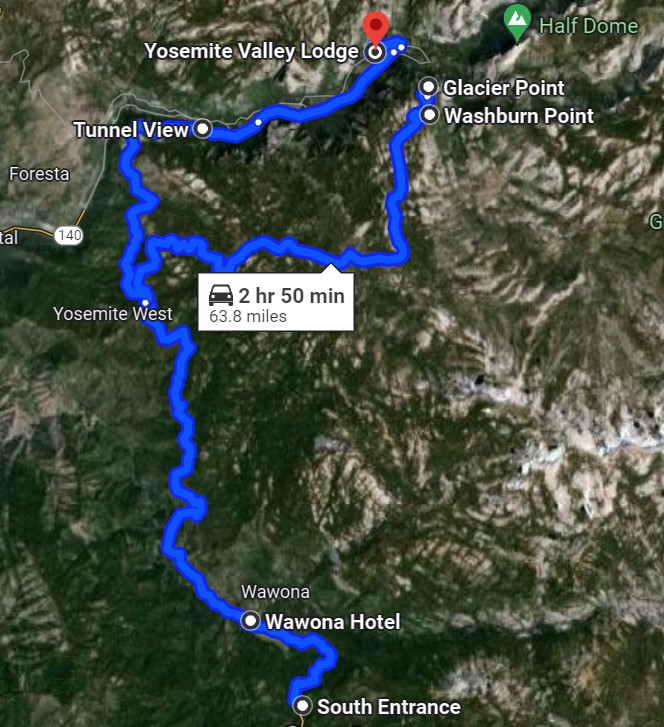 Half Dome
Yosemite Valley Lodge
Glacier Point
Washburn Point
Tunnel View
Foresta
G
tal
140
2 hr 50 min
63.8 miles
Yosemite West
Wawona
Wawona Hotel
South Entrance